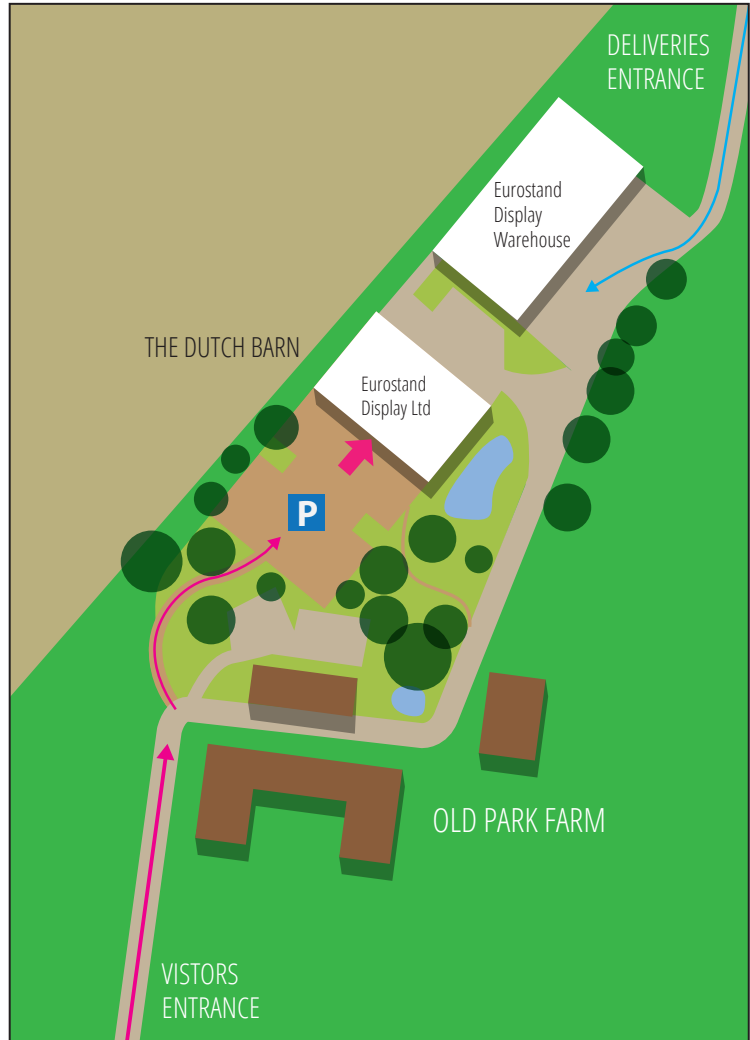 DELIVERIES
ENTRANCE
Eurostand
Display
Warehouse
THE DUTCH BARN
Eurostand
Display Ltd
P
OLD PARK FARM
VISTORS
ENTRANCE